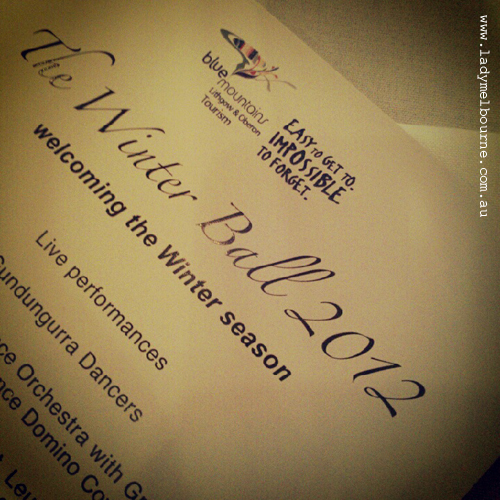 The Winter Ball 2012
welcoming the Winter season
Live performances
Gundungurra Dancers
Orchestra with
Domino
blue mountains
Lithgow & Oberon
Tourism
EASY TO GET TO.
IMPOSSIBLE
TO FORGET.
www.ladymelbourne.com.au